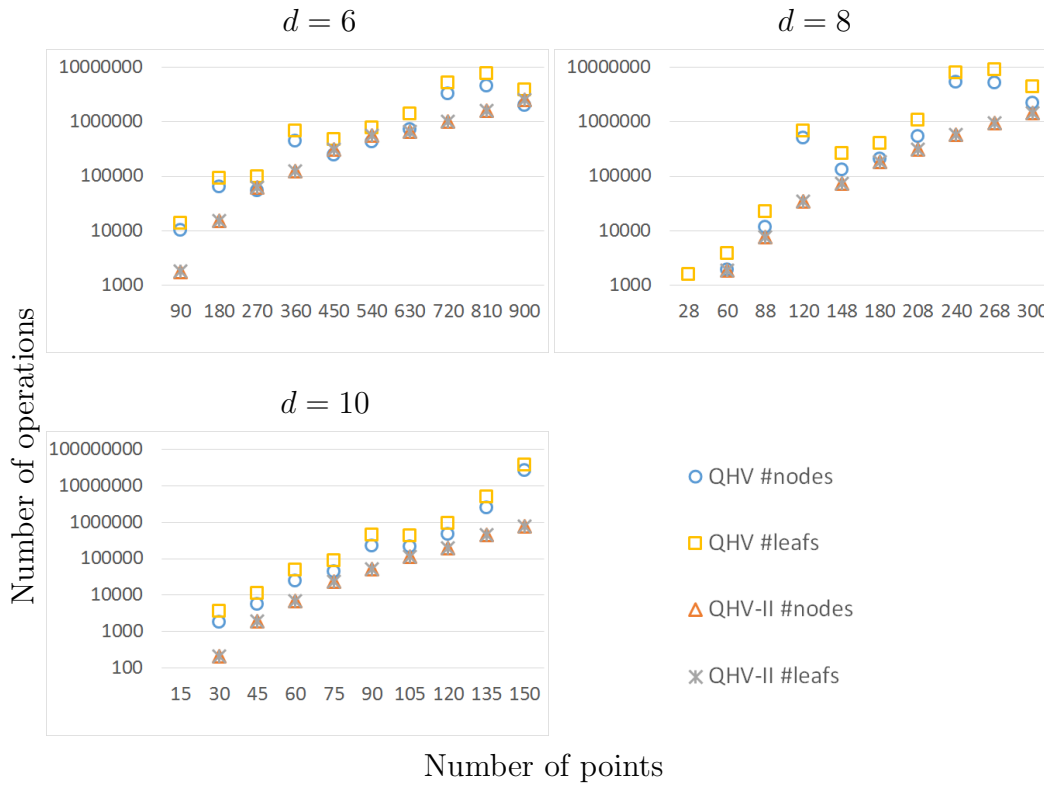 d = 6
d = 8
10000000
1000000
100000
10000
1000
90 180 270 360 450 540 630 720 810 900
10000000
1000000
100000
10000
1000
28 60 88 120 148 180 208 240 268 300
Number of operations
d = 10
100000000
10000000
1000000
100000
10000
1000
100
15 30 45 60 75 90 105 120 135 150
QHV #nodes
QHV #leafs
QHV-II #nodes
QHV-II #leafs
Number of points